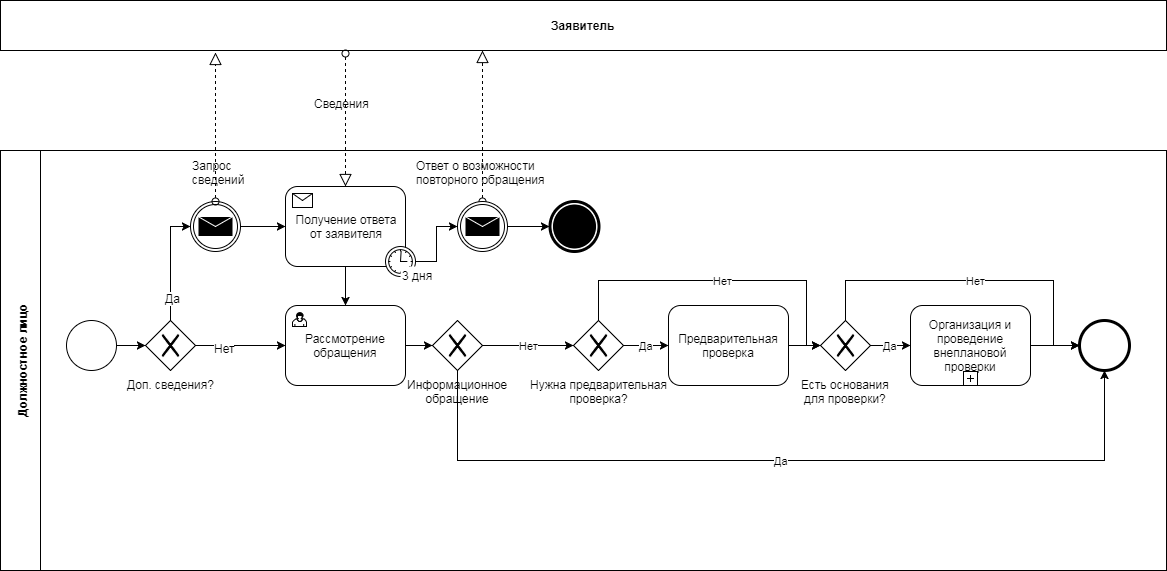 Заявитель
Сведения
Должностное лицо
Запрос
сведений
Ответ о возможности
повторного обращения
Получение ответа
от заявителя
3 дня
Да
Нет
Доп. сведения?
Рассмотрение
обращения
Информационное
обращение
Нет
Нет
Да
Нужна предварительная
проверка?
Предварительная
проверка
Нет
Да
Есть основания
для проверки?
Организация и
проведение
внеплановой
проверки
Да